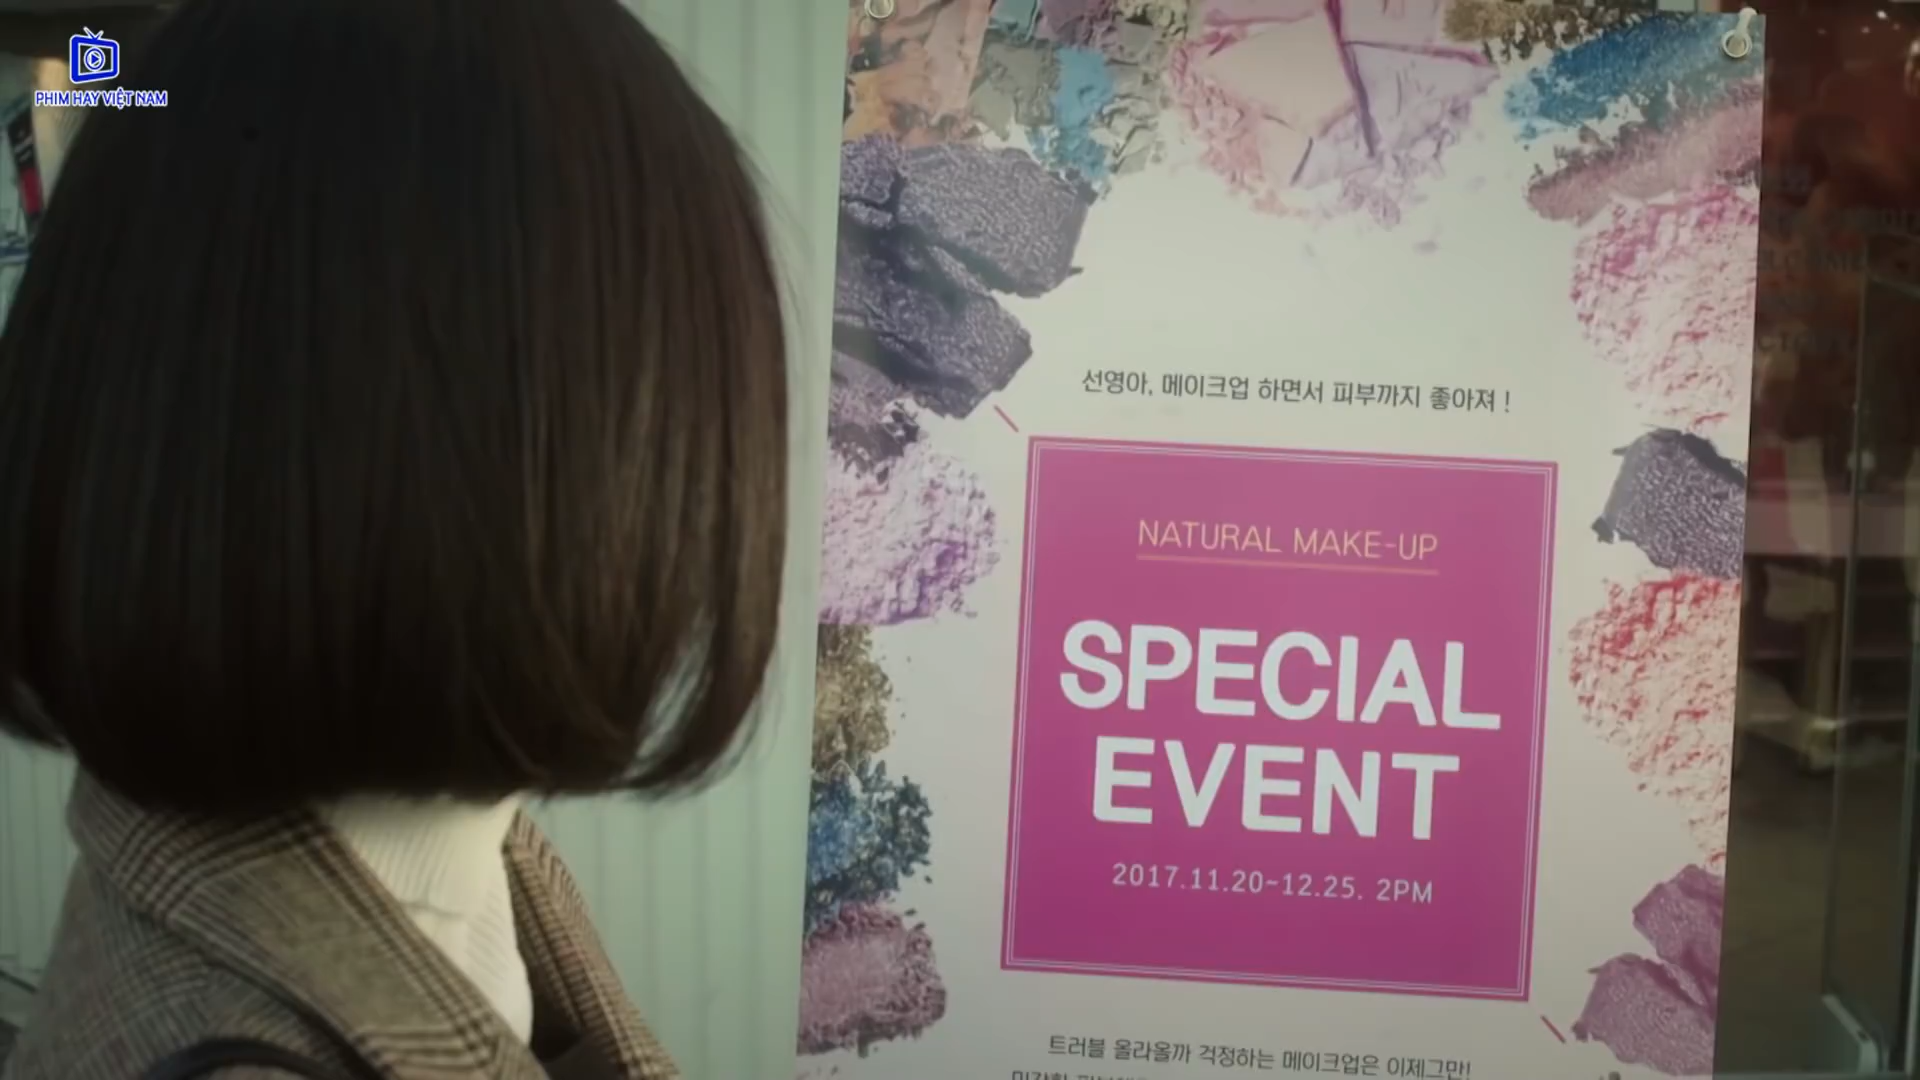 PHIM HAY VIỆT NAM
선영아, 메이크업 하면서 피부까지 좋아져 !
NATURAL MAKE-UP
SPECIAL
EVENT
2017.11.20~12.25. 2PM
트러블 올라올까 걱정하는 메이크업은 이제그만!